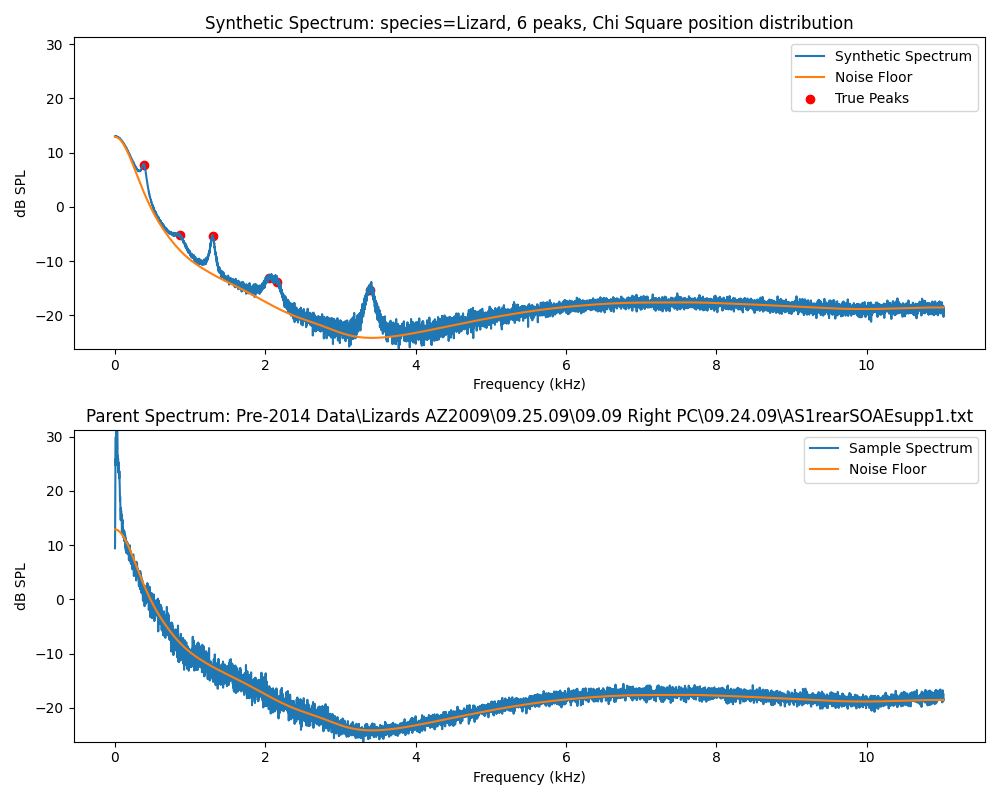 Synthetic Spectrum: species=Lizard, 6 peaks, Chi Square position distribution
30
20
10
0
−10
−20
dB SPL
Synthetic Spectrum
Noise Floor
True Peaks
0 2 4 6 8 10
Frequency (kHz)
Parent Spectrum: Pre-2014 Data\Lizards AZ2009\09.25.09\09.09 Right PC\09.24.09\AS1rearSOAEsupp1.txt
30
20
10
0
−10
−20
dB SPL
Sample Spectrum
Noise Floor
0 2 4 6 8 10
Frequency (kHz)